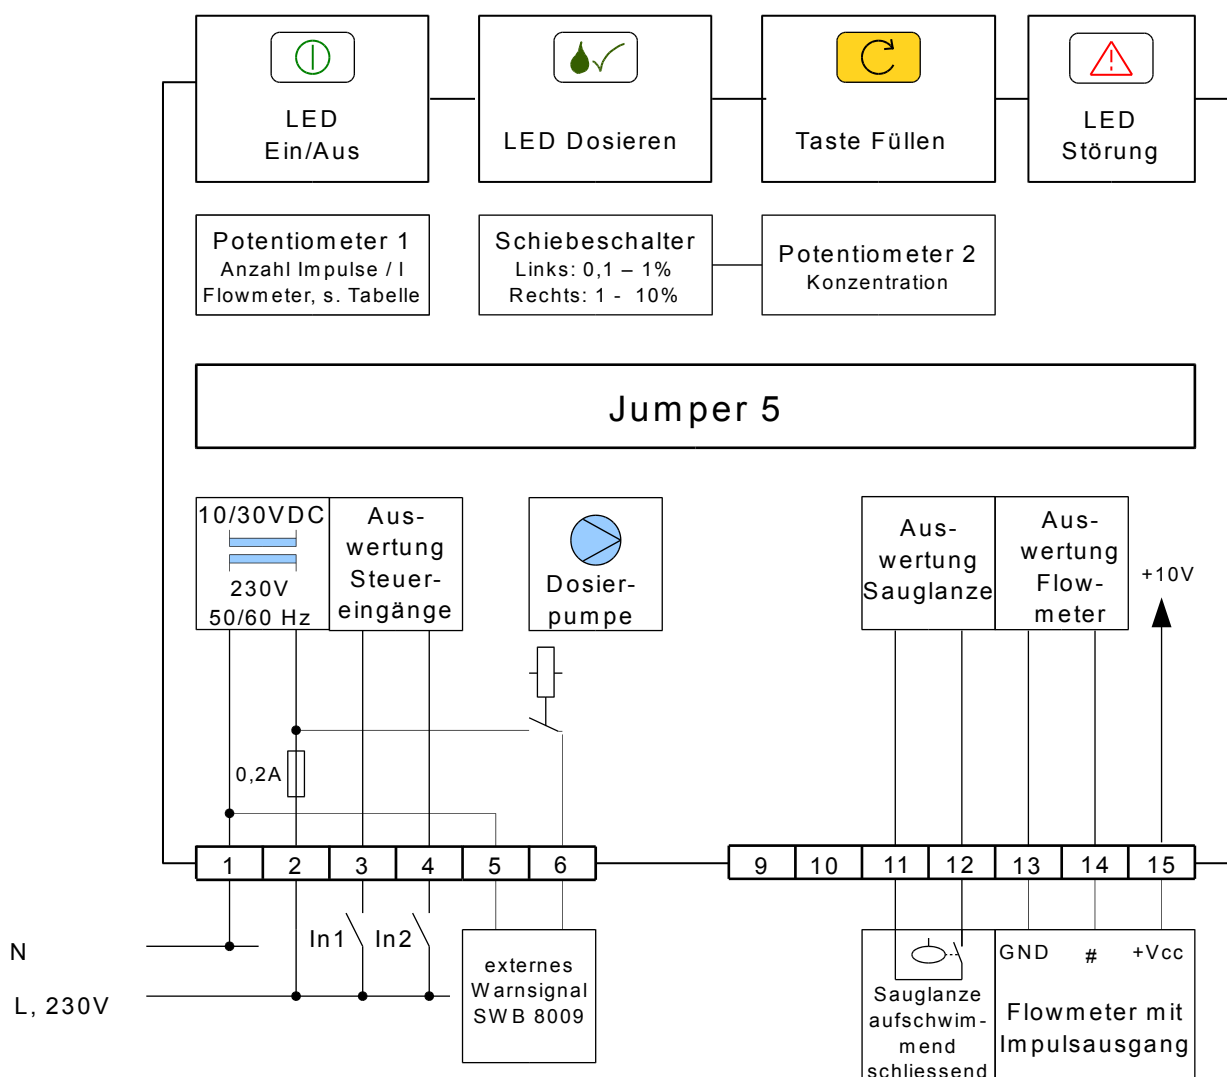 LED
Ein/Aus
LED Dosieren
Taste Füllen
LED
Störung
Potentiometer 1
Anzahl Impulse / l
Flowmeter, s. Tabelle
Schiebeschalter
Links: 0,1 – 1%
Rechts: 1 - 10%
Potentiometer 2
Konzentration
Jumper 5
10/30VDC
230V
50/60 Hz
Aus-
wertung
Steuer-
eingänge
Dosier-
pumpe
Aus-
wertung
Sauglanze
Aus-
wertung
Flow-
meter
+10V
0,2A
1 2 3 4 5 6
9 10 11 12 13 14 15
N
L, 230V
In1 In2
externes
Warnsignal
SWB 8009
Sauglanze
aufschwim-
mend
schliessend
GND # +Vcc
Flowmeter mit
Impulsausgang